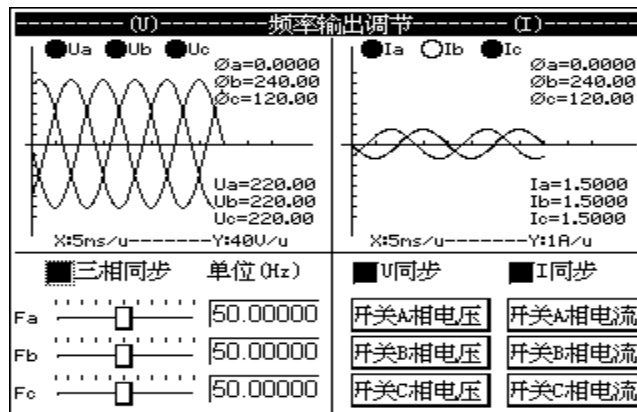 --------- (U)---------频率输出调节-------- (I)--------
Ua Ub Uc
Øa=0.0000
Øb=240.00
Øc=120.00
Ua=220.00
Ub=220.00
Uc=220.00
X:5ms/u--------Y:40V/u
Ia Ib Ic
Øa=0.0000
Øb=240.00
Øc=120.00
Ia=1.5000
Ib=1.5000
Ic=1.5000
X:5ms/u-------Y:1A/u
三相同步 单位(Hz)
Fa 50.00000
Fb 50.00000
Fc 50.00000
U同步 I同步
开关A相电压 开关A相电流
开关B相电压 开关B相电流
开关C相电压 开关C相电流